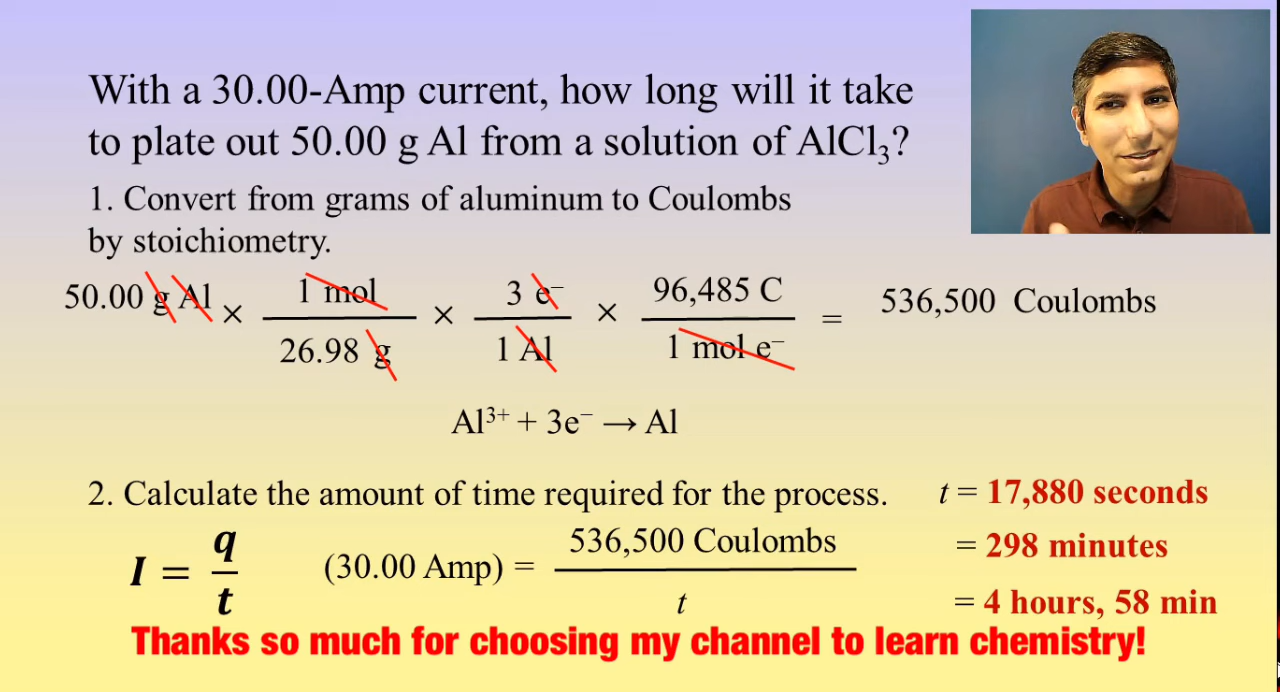 With a 30.00-Amp current, how long will it take
to plate out 50.00 g Al from a solution of AlCl₃?
1. Convert from grams of aluminum to Coulombs
by stoichiometry.
50.00 g Al × 1 mol / 26.98 g × 3 e⁻ / 1 Al × 96,485 C / 1 mol e⁻ = 536,500 Coulombs
Al³⁺ + 3e⁻ → Al
2. Calculate the amount of time required for the process.
I = q / t
(30.00 Amp) = 536,500 Coulombs / t
t = 17,880 seconds
= 298 minutes
= 4 hours, 58 min
Thanks so much for choosing my channel to learn chemistry!